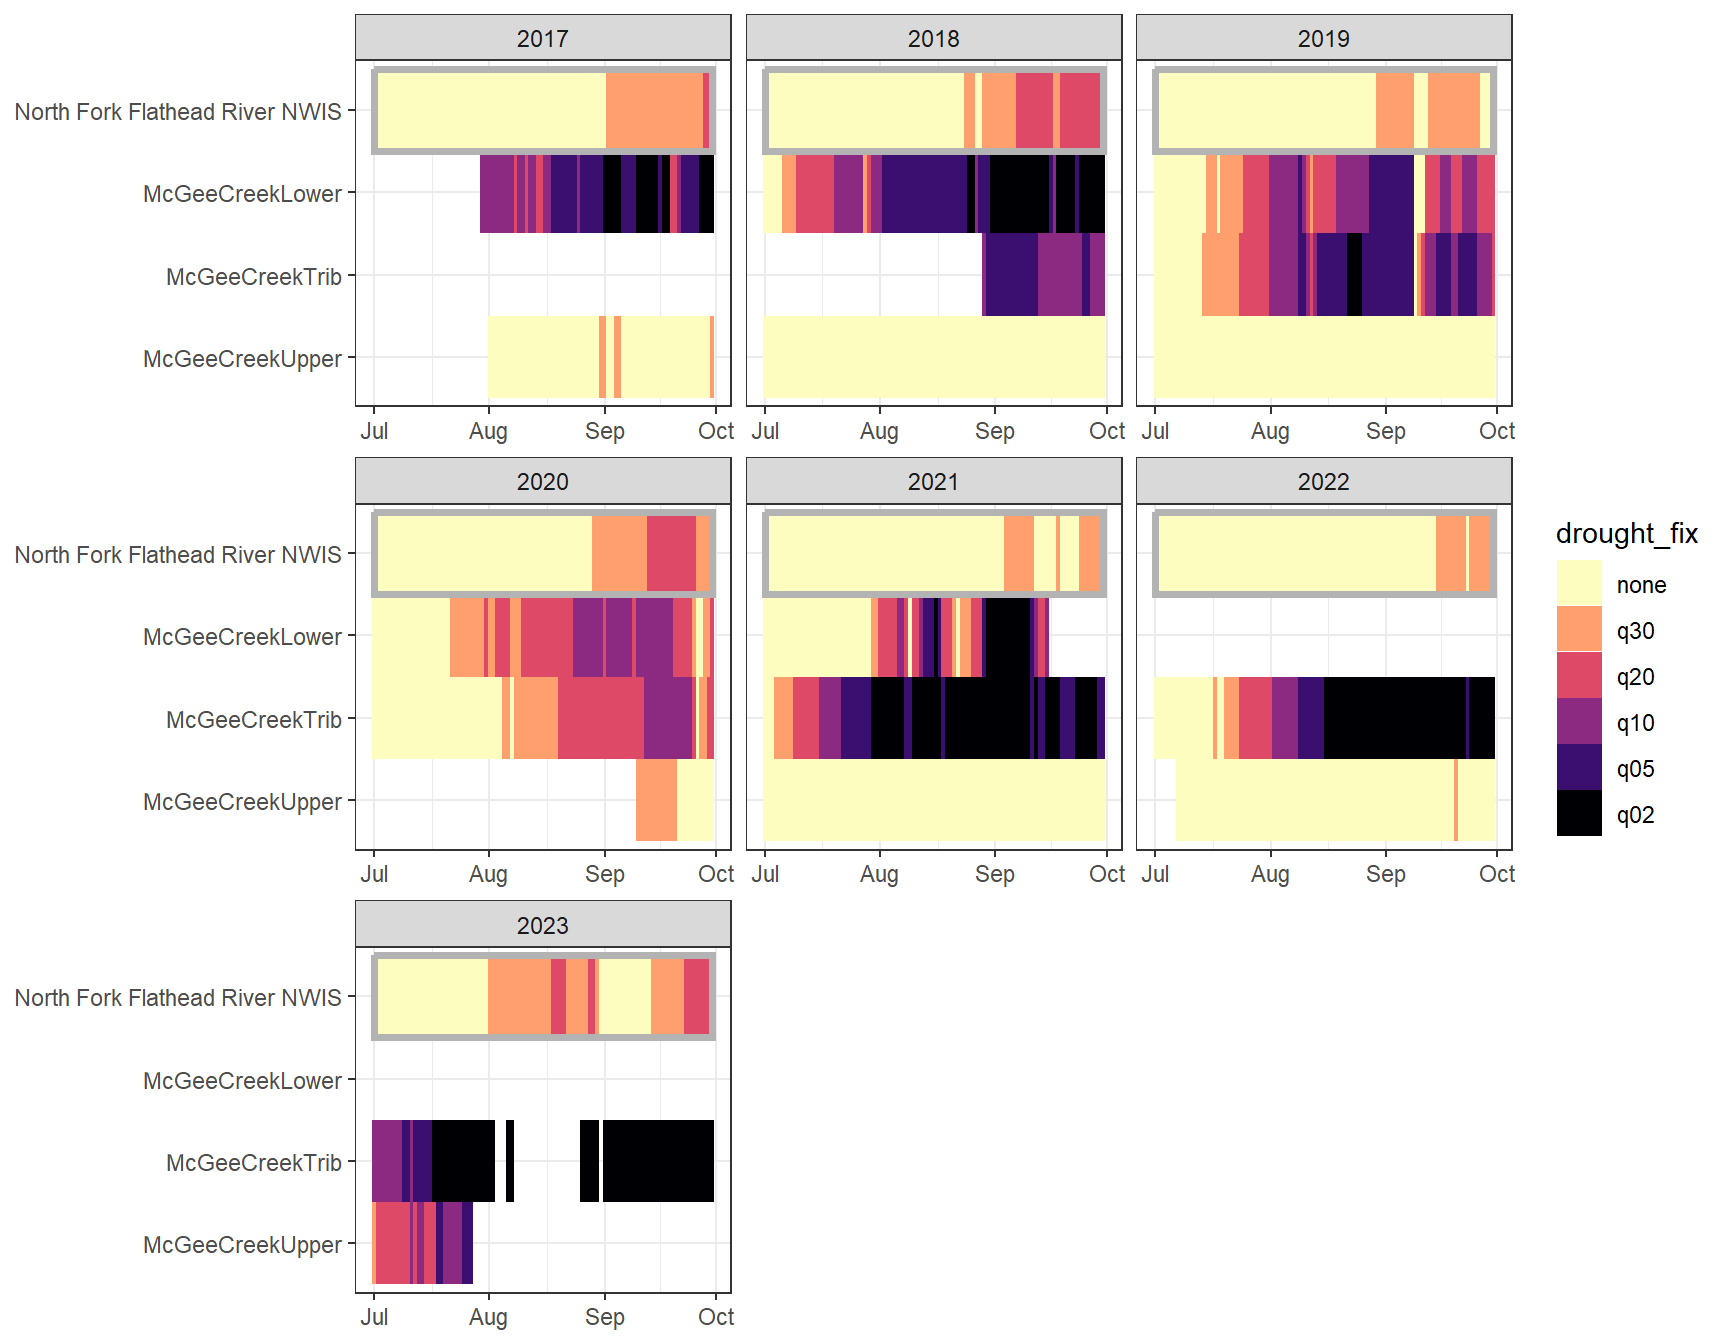 2017 2018 2019
North Fork Flathead River NWIS
McGeeCreekLower
McGeeCreekTrib
McGeeCreekUpper
Jul Aug Sep Oct Jul Aug Sep Oct Jul Aug Sep Oct
2020 2021 2022
North Fork Flathead River NWIS
McGeeCreekLower
McGeeCreekTrib
McGeeCreekUpper
Jul Aug Sep Oct Jul Aug Sep Oct Jul Aug Sep Oct
2023
North Fork Flathead River NWIS
McGeeCreekLower
McGeeCreekTrib
McGeeCreekUpper
Jul Aug Sep Oct
drought_fix
none
q30
q20
q10
q05
q02